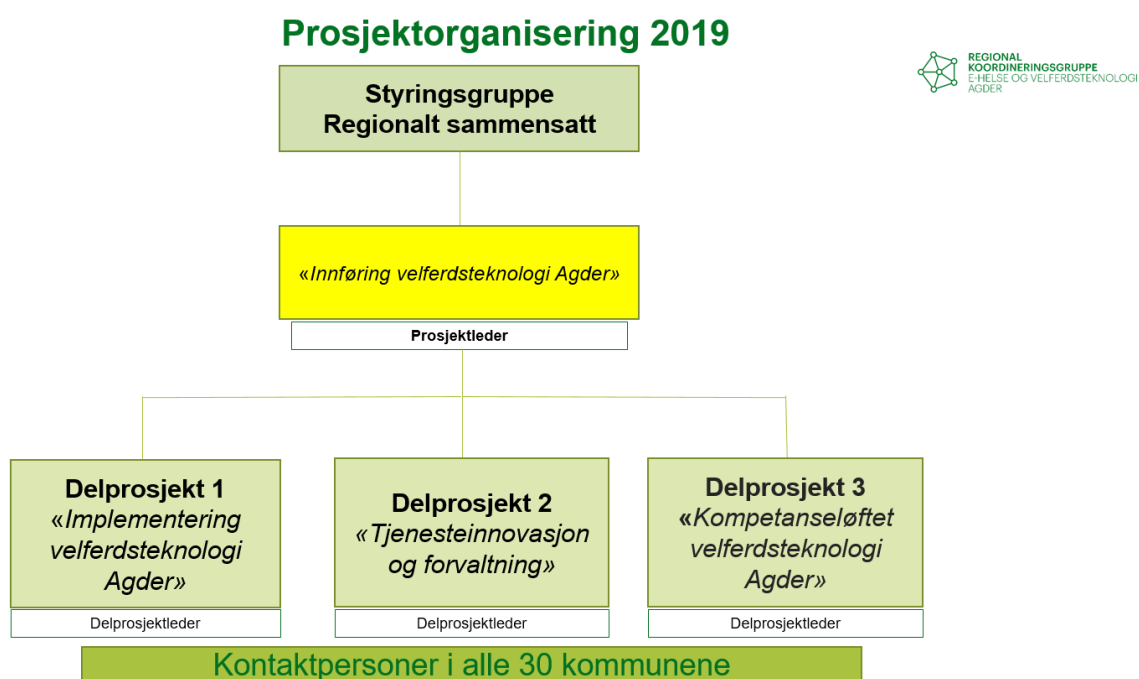 Prosjektorganisering 2019
REGIONAL
KOORDINERINGSGRUPPE
E-HELSE OG VELFERDSTEKNOLOGI
AGDER
Styringsgruppe
Regionalt sammensatt
«Innføring velferdsteknologi Agder»
Prosjektleder
Delprosjekt 1
«Implementering
velferdsteknologi
Agder»
Delprosjektleder
Delprosjekt 2
«Tjenesteinnovasjon
og forvaltning»
Delprosjektleder
Delprosjekt 3
«Kompetanseløftet
velferdsteknologi
Agder»
Delprosjektleder
Kontaktpersoner i alle 30 kommunene